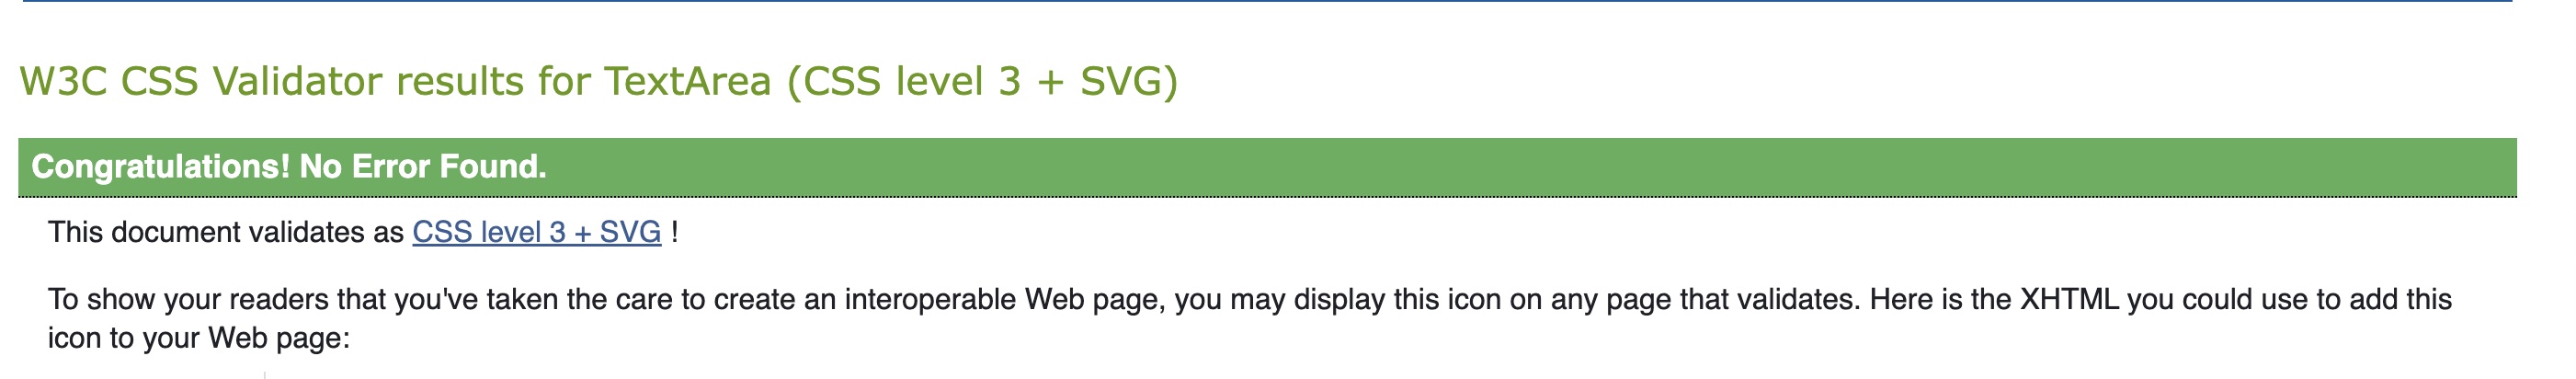 W3C CSS Validator results for TextArea (CSS level 3 + SVG)
Congratulations! No Error Found.
This document validates as CSS level 3 + SVG !
To show your readers that you've taken the care to create an interoperable Web page, you may display this icon on any page that validates. Here is the XHTML you could use to add this
icon to your Web page: